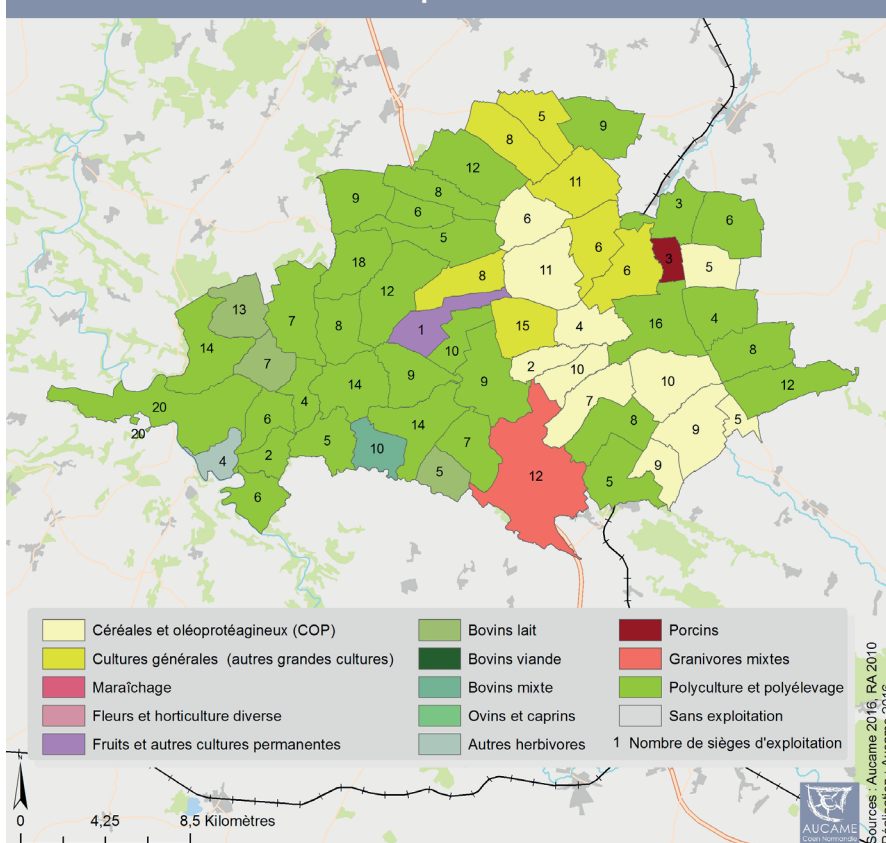 5
9
8
12
11
8
9
3
6
6
6
5
6
3
5
18
11
6
8
12
13
7
8
1
15
4
16
4
14
10
7
2
10
8
14
9
9
10
12
20
4
7
6
14
8
5
20
5
7
9
4
2
10
5
12
9
5
6
Céréales et oléoprotéagineux (COP)
Cultures générales (autres grandes cultures)
Maraîchage
Fleurs et horticulture diverse
Fruits et autres cultures permanentes
Bovins lait
Bovins viande
Bovins mixte
Ovins et caprins
Autres herbivores
Porcins
Granivores mixtes
Polyculture et polyélevage
Sans exploitation
1 Nombre de sièges d'exploitation
N
0 4,25 8,5 Kilomètres
Sources : Aucame 2016, RA 2010
AUCAME
Caen Normandie